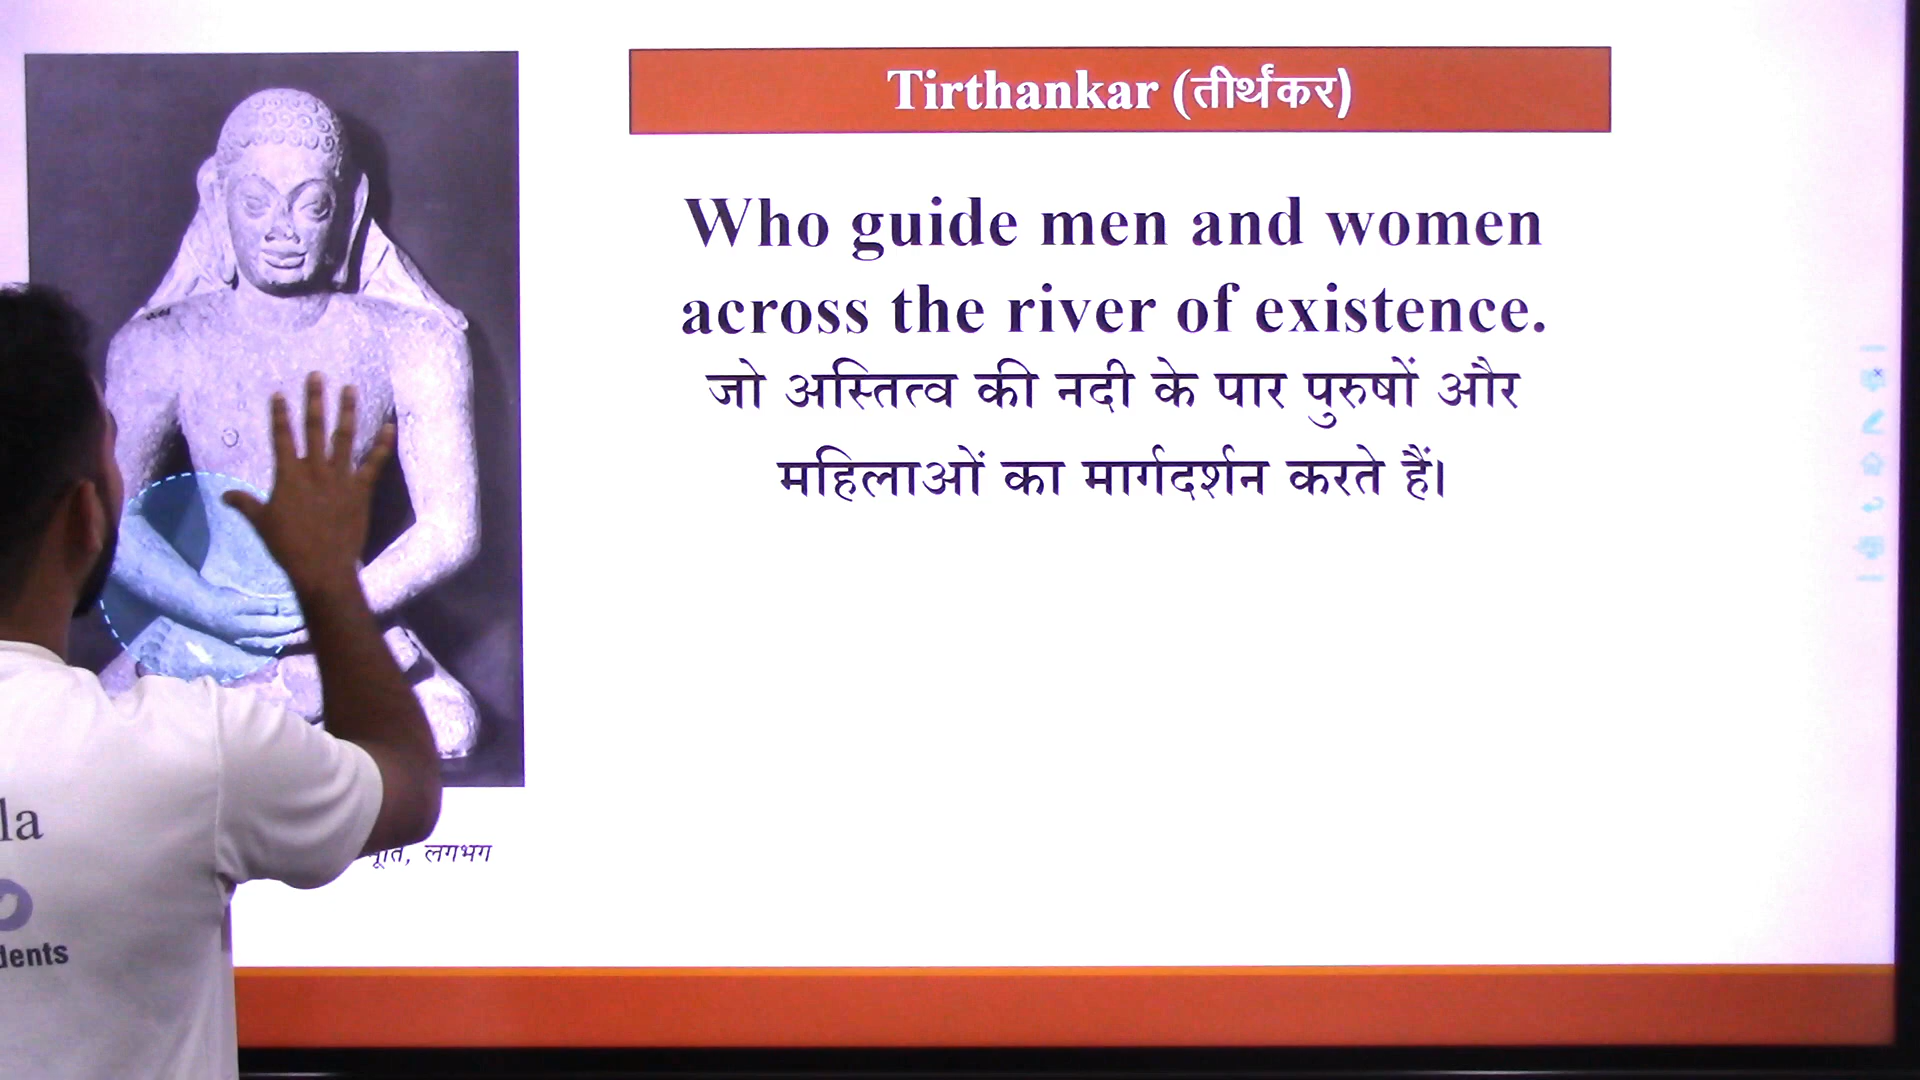 Tirthankar (तीर्थंकर)
Who guide men and women
across the river of existence.
जो अस्तित्व की नदी के पार पुरुषों और
महिलाओं का मार्गदर्शन करते हैं।
लगभग
la
dents